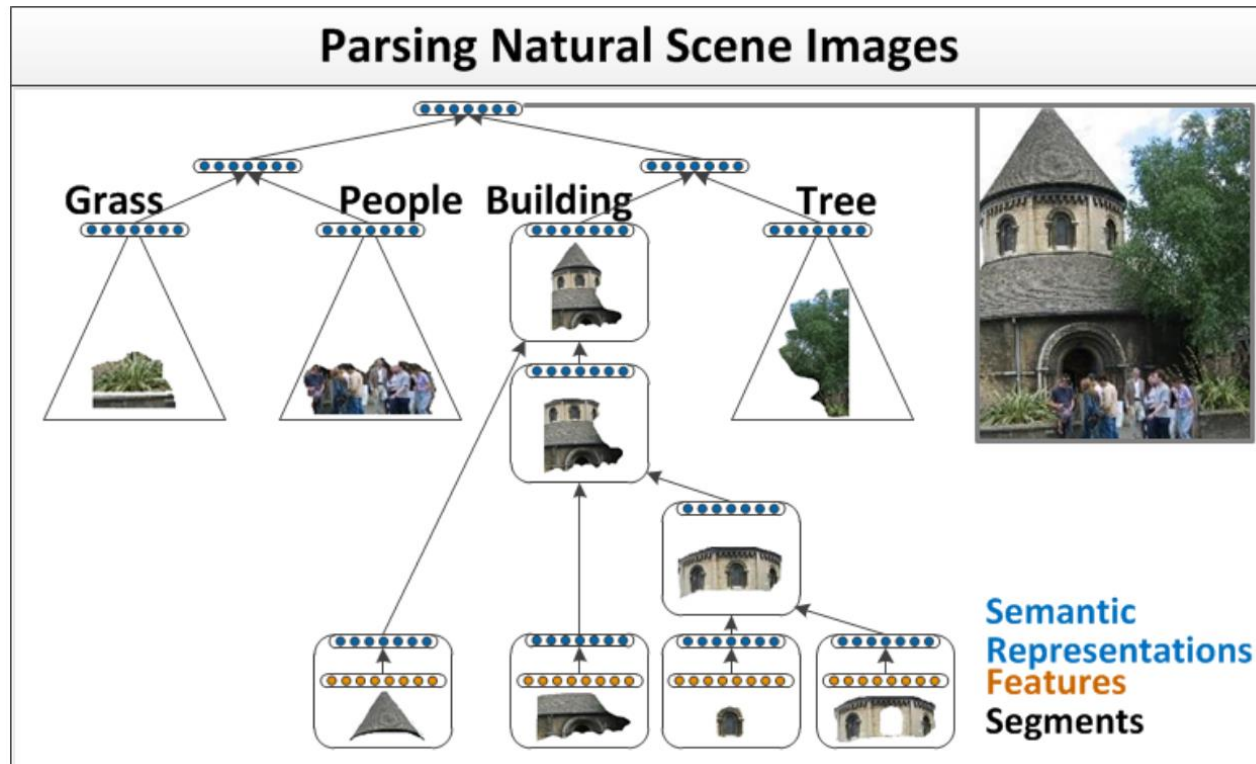 Parsing Natural Scene Images
Grass
People
Building
Tree
Semantic
Representations
Features
Segments